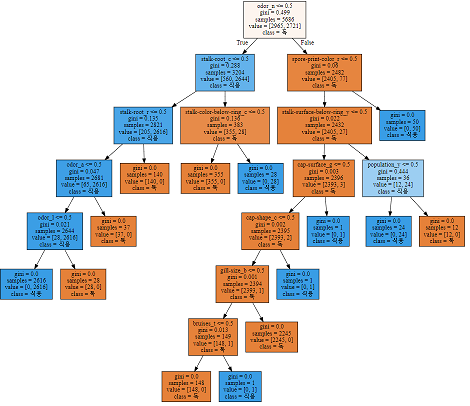 odor_n <= 0.5
gini = 0.499
samples = 5686
value = [2965, 2721]
class = 독
True
False
stalk-root_c <= 0.5
gini = 0.288
samples = 3204
value = [560, 2644]
class = 식용
spore-print-color_r <= 0.5
gini = 0.06
samples = 2482
value = [2405, 77]
class = 독
stalk-root_r <= 0.5
gini = 0.135
samples = 2821
value = [205, 2616]
class = 식용
stalk-color-below-ring_c <= 0.5
gini = 0.136
samples = 383
value = [355, 28]
class = 독
stalk-surface-below-ring_y <= 0.5
gini = 0.022
samples = 2432
value = [2405, 27]
class = 독
gini = 0.0
samples = 50
value = [0, 50]
class = 식용
odor_a <= 0.5
gini = 0.047
samples = 2681
value = [65, 2616]
class = 식용
gini = 0.0
samples = 140
value = [140, 0]
class = 독
gini = 0.0
samples = 355
value = [355, 0]
class = 독
gini = 0.0
samples = 28
value = [0, 28]
class = 식용
cap-surface_g <= 0.5
gini = 0.003
samples = 2396
value = [2393, 3]
class = 독
population_v <= 0.5
gini = 0.444
samples = 36
value = [12, 24]
class = 식용
odor_l <= 0.5
gini = 0.021
samples = 2644
value = [28, 2616]
class = 식용
gini = 0.0
samples = 37
value = [37, 0]
class = 독
cap-shape_c <= 0.5
gini = 0.002
samples = 2395
value = [2393, 2]
class = 독
gini = 0.0
samples = 1
value = [0, 1]
class = 식용
gini = 0.0
samples = 24
value = [0, 24]
class = 식용
gini = 0.0
samples = 12
value = [12, 0]
class = 독
gini = 0.0
samples = 2616
value = [0, 2616]
class = 식용
gini = 0.0
samples = 28
value = [28, 0]
class = 독
gill-size_b <= 0.5
gini = 0.001
samples = 2394
value = [2393, 1]
class = 독
gini = 0.0
samples = 1
value = [0, 1]
class = 식용
bruises_t <= 0.5
gini = 0.013
samples = 149
value = [148, 1]
class = 독
gini = 0.0
samples = 2245
value = [2245, 0]
class = 독
gini = 0.0
samples = 148
value = [148, 0]
class = 독
gini = 0.0
samples = 1
value = [0, 1]
class = 식용